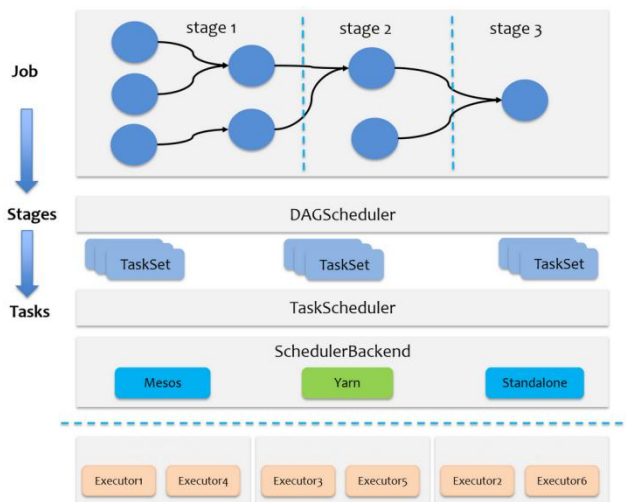 stage 1
stage 2
stage 3
Job
Stages
DAGScheduler
TaskSet
TaskSet
TaskSet
Tasks
TaskScheduler
SchedulerBackend
Mesos
Yarn
Standalone
Executor1
Executor4
Executor3
Executor5
Executor2
Executor6